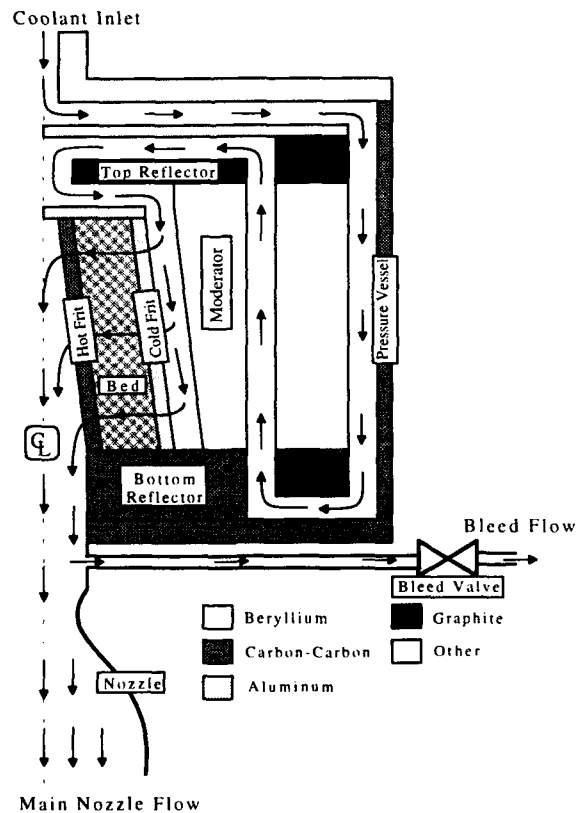 Coolant Inlet
Top Reflector
Moderator
Pressure Vessel
Hot Frit
Cold Frit
Bed
℄
Bottom
Reflector
Bleed Flow
Bleed Valve
Beryllium
Graphite
Carbon-Carbon
Other
Aluminum
Nozzle
Main Nozzle Flow